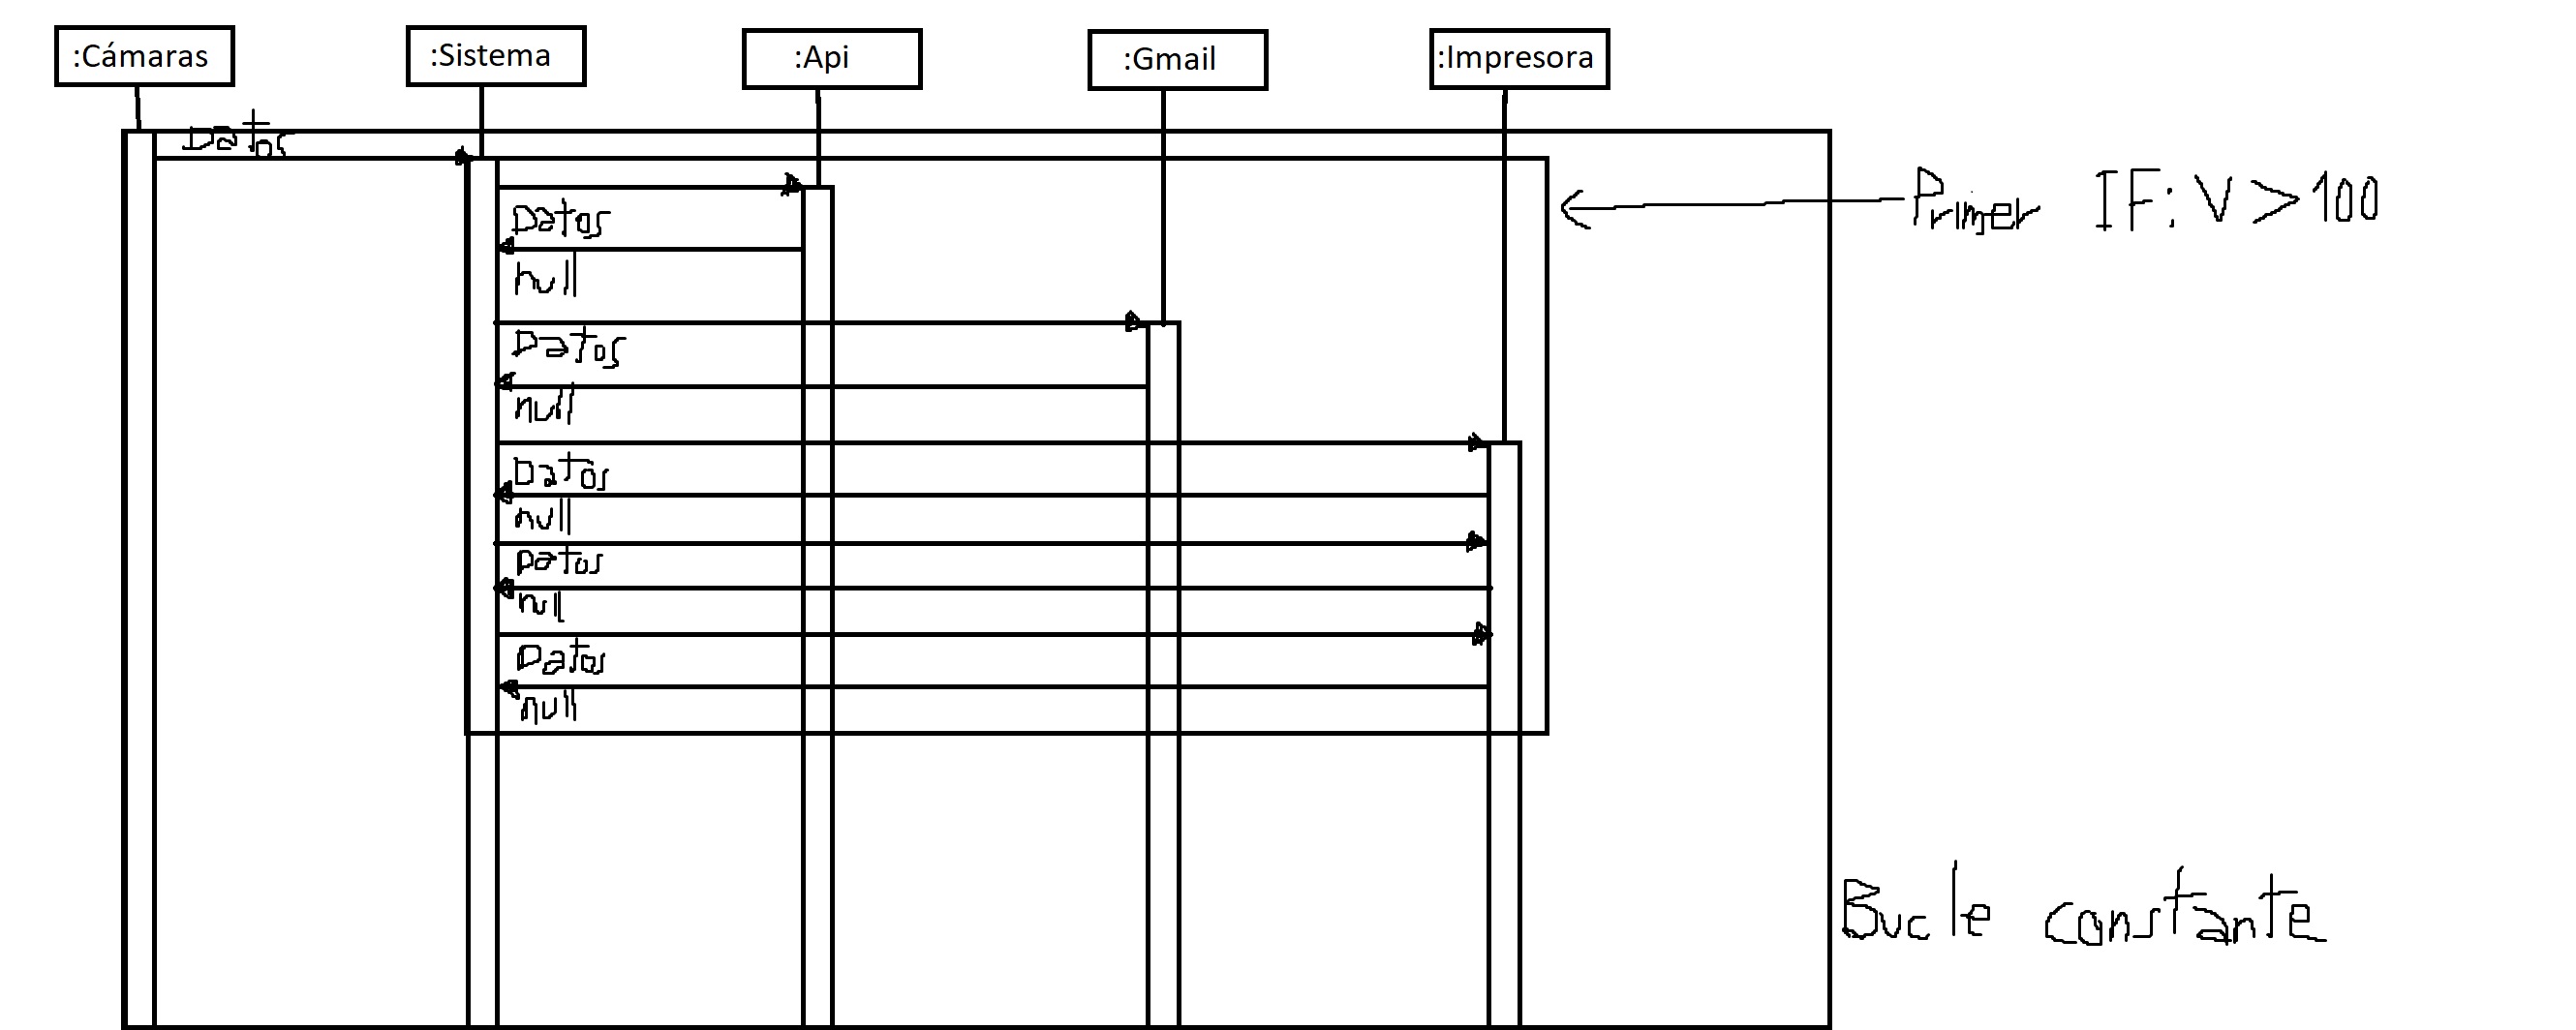 :Cámaras
:Sistema
:Api
:Gmail
:Impresora
Datos
Datos
null
Datos
null
Datos
null
Datos
null
Datos
null
Primer IF: V > 100
Bucle constante